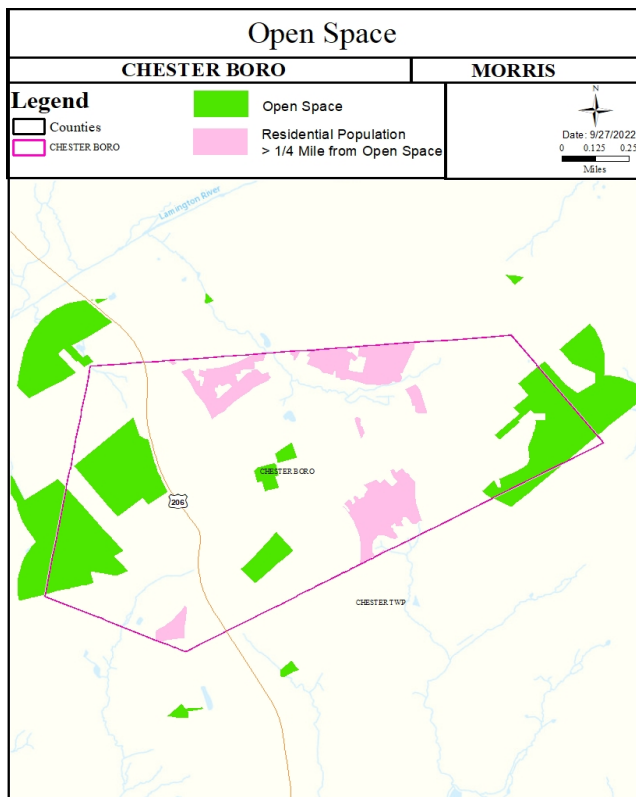 Open Space
CHESTER BORO
MORRIS
Legend
Counties
CHESTER BORO
Open Space
Residential Population
> 1/4 Mile from Open Space
N
Date: 9/27/2022
0 0.125 0.25
Miles
Lamington River
CHESTER BORO
206
CHESTER TWP